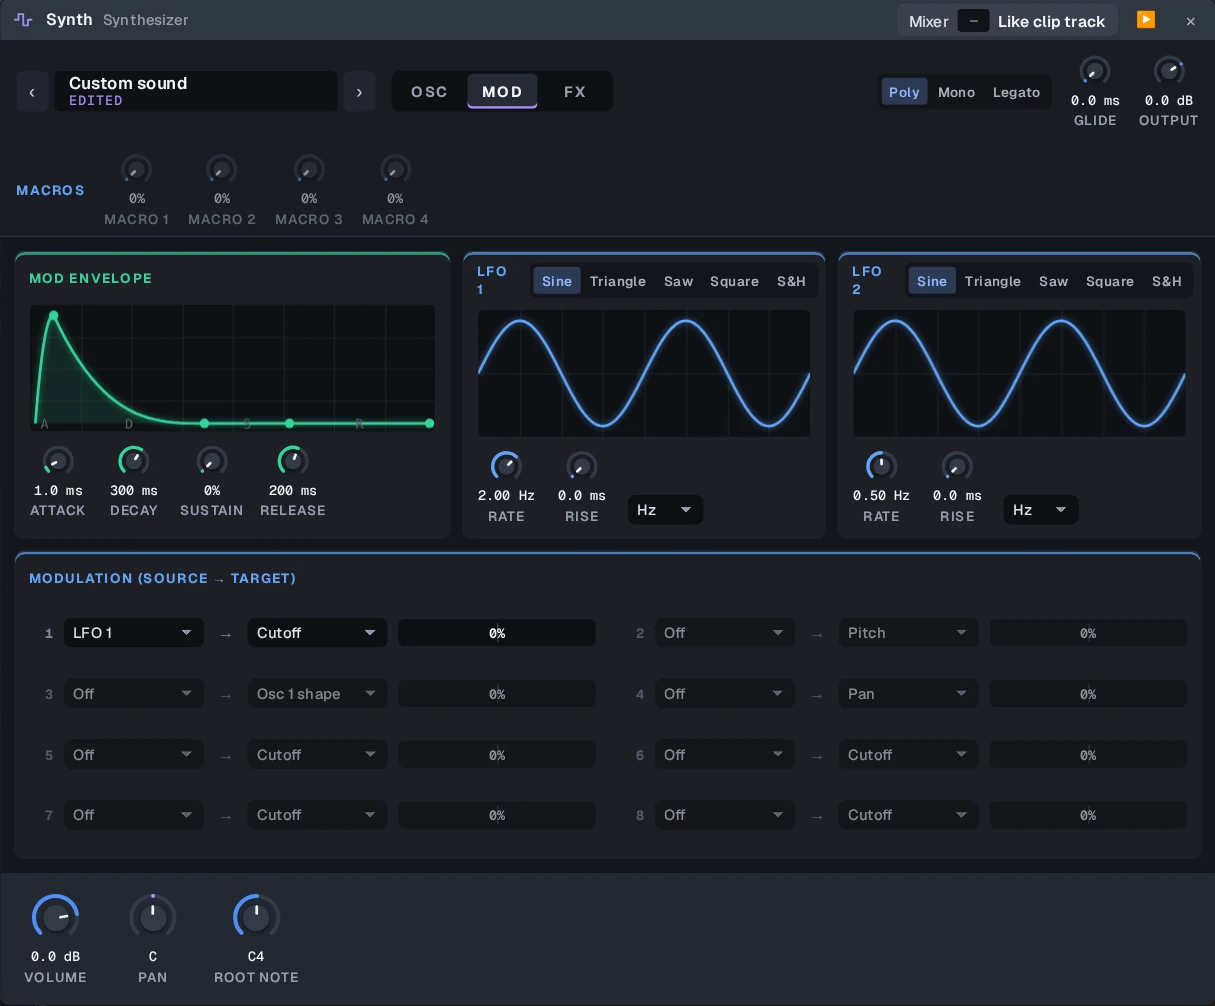 Synth Synthesizer Mixer – Like clip track ×
‹ Custom sound EDITED › OSC MOD FX Poly Mono Legato
0.0 ms 0.0 dB
GLIDE OUTPUT
MACROS
0% 0% 0% 0%
MACRO 1 MACRO 2 MACRO 3 MACRO 4
MOD ENVELOPE
A D S R
1.0 ms 300 ms 0% 200 ms
ATTACK DECAY SUSTAIN RELEASE
LFO 1 Sine Triangle Saw Square S&H
2.00 Hz 0.0 ms Hz
RATE RISE
LFO 2 Sine Triangle Saw Square S&H
0.50 Hz 0.0 ms Hz
RATE RISE
MODULATION (SOURCE → TARGET)
1 LFO 1 → Cutoff 0% 2 Off → Pitch 0%
3 Off → Osc 1 shape 0% 4 Off → Pan 0%
5 Off → Cutoff 0% 6 Off → Cutoff 0%
7 Off → Cutoff 0% 8 Off → Cutoff 0%
0.0 dB C C4
VOLUME PAN ROOT NOTE